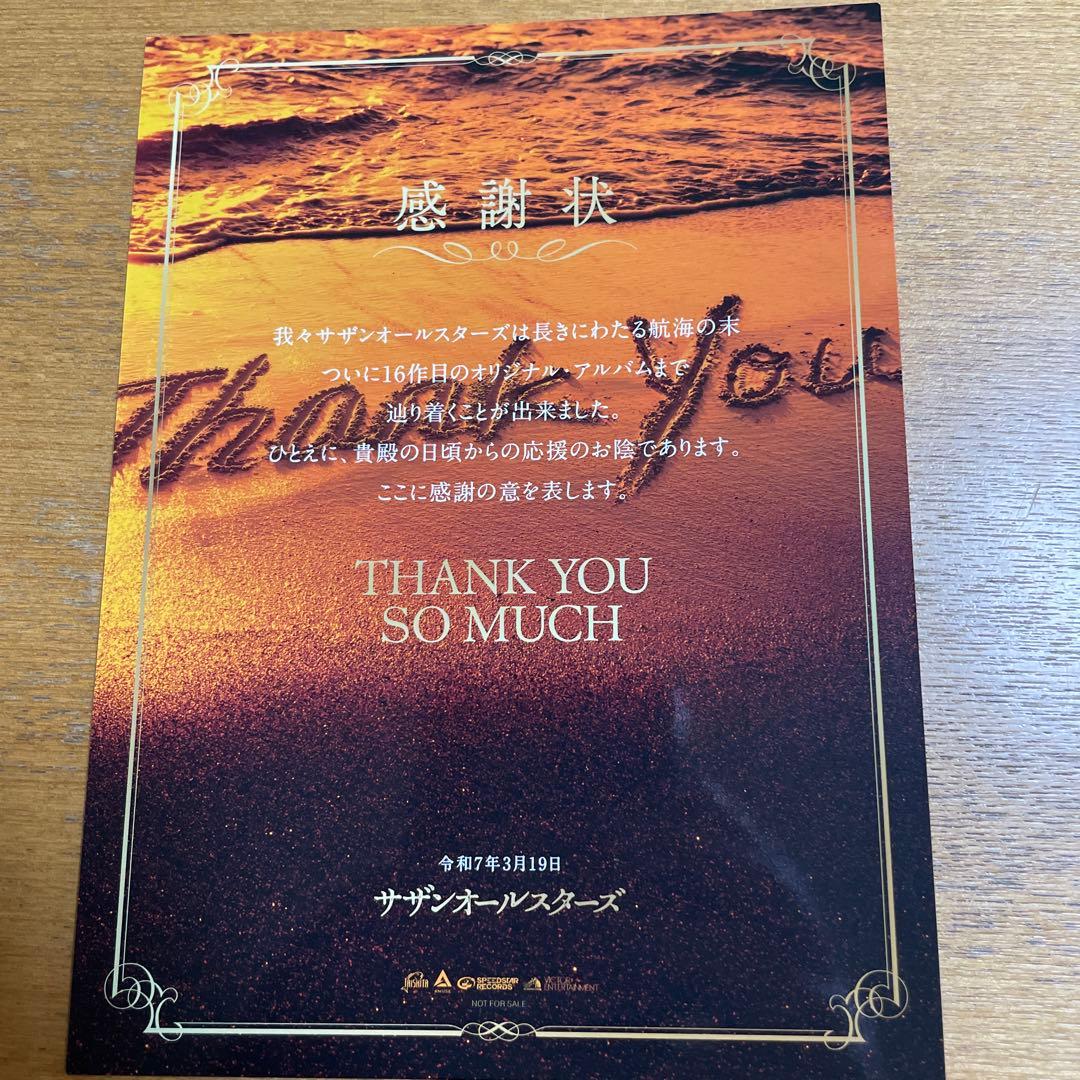 感謝状
Thank You
我々サザンオールスターズは長きにわたる航海の末
ついに16作目のオリジナル・アルバムまで
辿り着くことが出来ました。
ひとえに、貴殿の日頃からの応援のお陰であります。
ここに感謝の意を表します。
THANK YOU
SO MUCH
令和7年3月19日
サザンオールスターズ
TAISHITA
AMUSE
SPEEDSTAR
RECORDS
VICTOR
ENTERTAINMENT
NOT FOR SALE